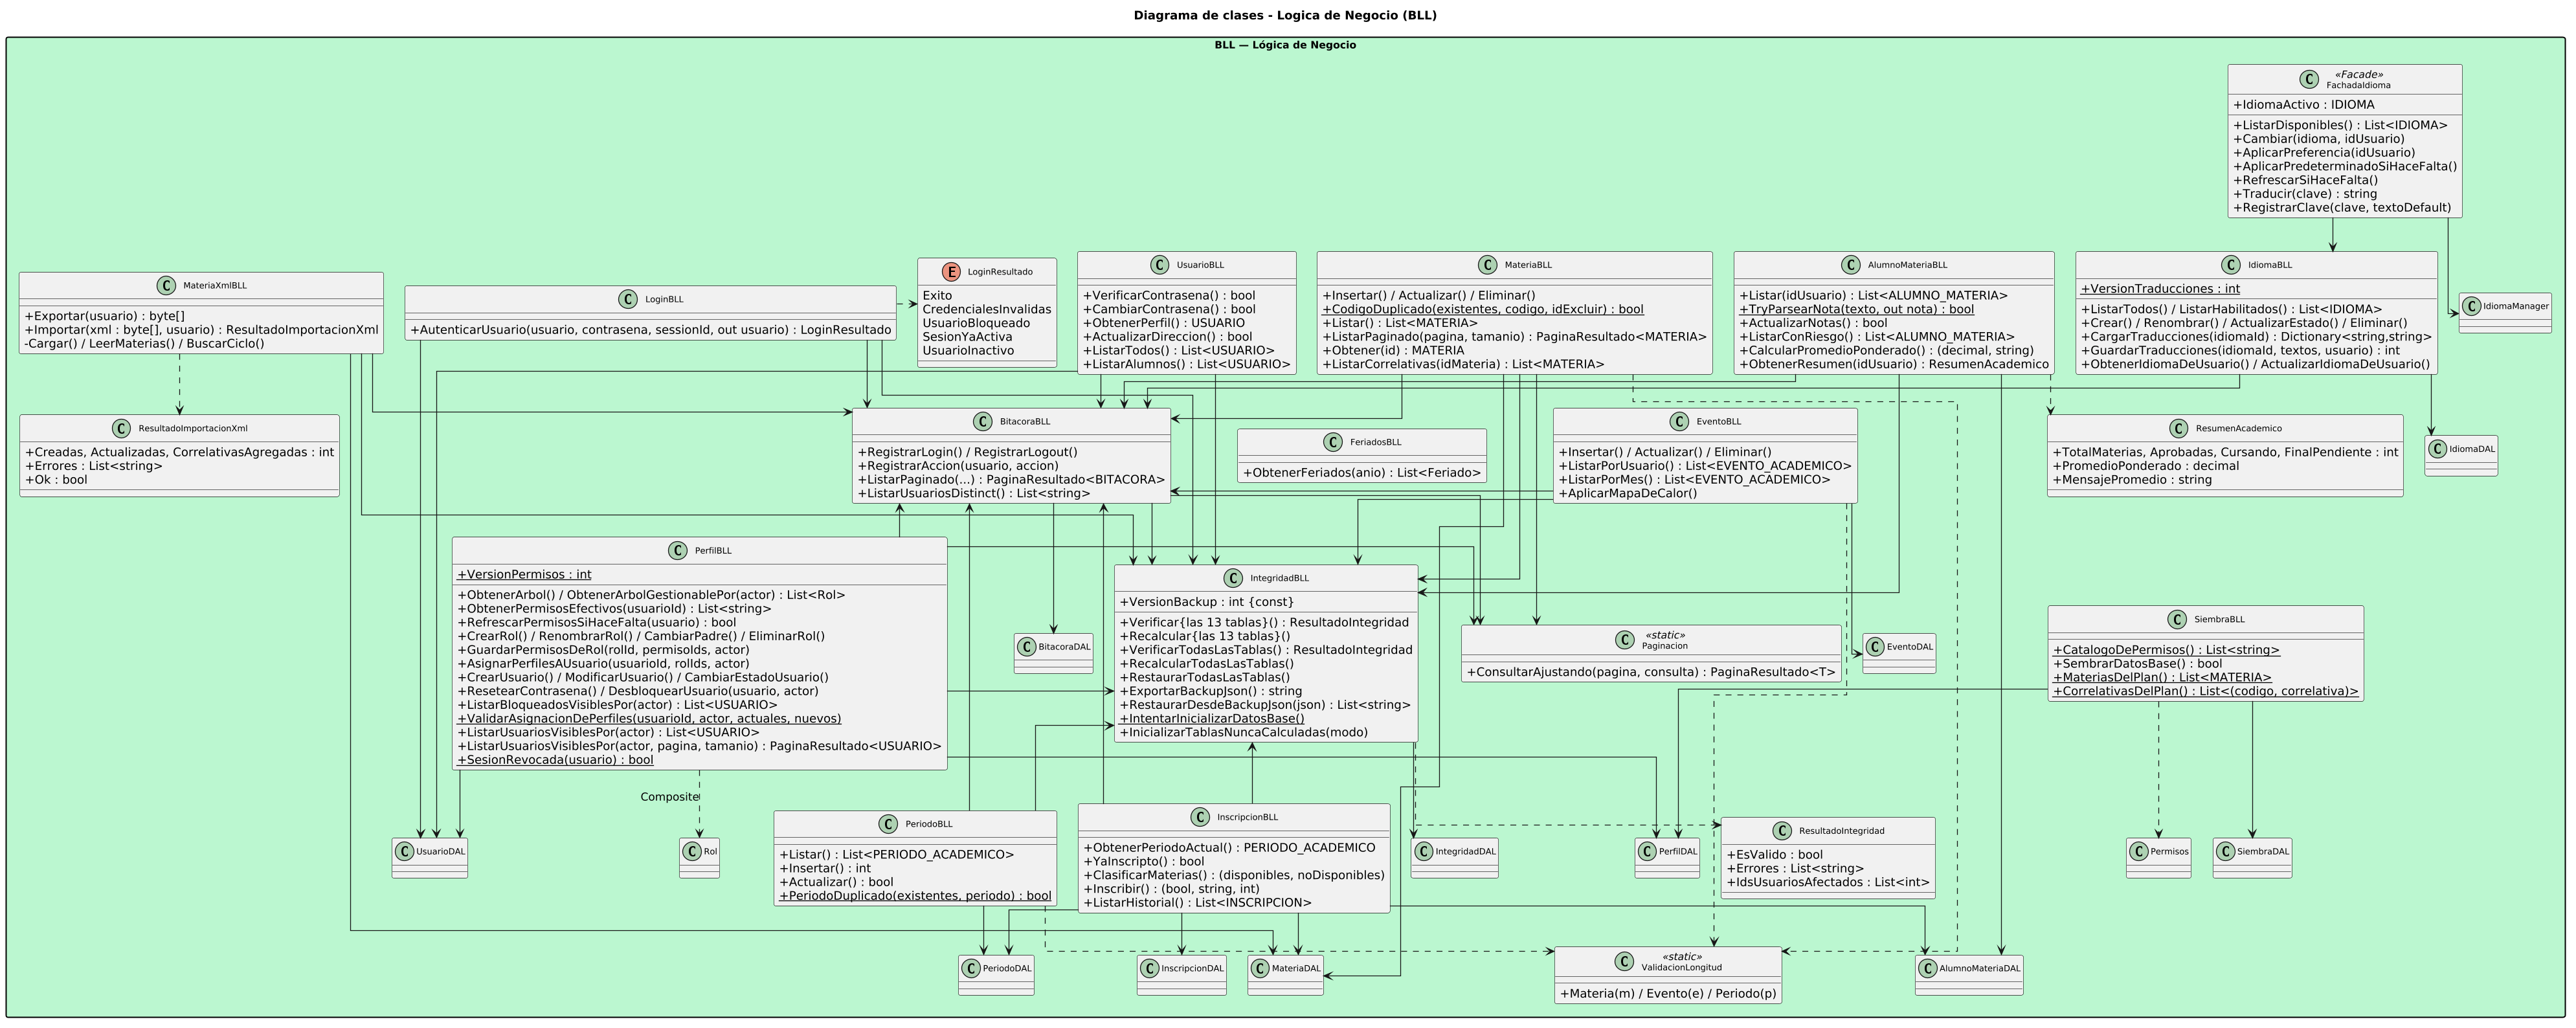 Diagrama de clases - Logica de Negocio (BLL)
BLL — Lógica de Negocio
C «Facade»
FachadaIdioma
+IdiomaActivo : IDIOMA
+ListarDisponibles() : List<IDIOMA>
+Cambiar(idioma, idUsuario)
+AplicarPreferencia(idUsuario)
+AplicarPredeterminadoSiHaceFalta()
+RefrescarSiHaceFalta()
+Traducir(clave) : string
+RegistrarClave(clave, textoDefault)
C MateriaXmlBLL
+Exportar(usuario) : byte[]
+Importar(xml : byte[], usuario) : ResultadoImportacionXml
-Cargar() / LeerMaterias() / BuscarCiclo()
C LoginBLL
+AutenticarUsuario(usuario, contrasena, sessionId, out usuario) : LoginResultado
E LoginResultado
Exito
CredencialesInvalidas
UsuarioBloqueado
SesionYaActiva
UsuarioInactivo
C UsuarioBLL
+VerificarContrasena() : bool
+CambiarContrasena() : bool
+ObtenerPerfil() : USUARIO
+ActualizarDireccion() : bool
+ListarTodos() : List<USUARIO>
+ListarAlumnos() : List<USUARIO>
C MateriaBLL
+Insertar() / Actualizar() / Eliminar()
+CodigoDuplicado(existentes, codigo, idExcluir) : bool
+Listar() : List<MATERIA>
+ListarPaginado(pagina, tamanio) : PaginaResultado<MATERIA>
+Obtener(id) : MATERIA
+ListarCorrelativas(idMateria) : List<MATERIA>
C AlumnoMateriaBLL
+Listar(idUsuario) : List<ALUMNO_MATERIA>
+TryParsearNota(texto, out nota) : bool
+ActualizarNotas() : bool
+ListarConRiesgo() : List<ALUMNO_MATERIA>
+CalcularPromedioPonderado() : (decimal, string)
+ObtenerResumen(idUsuario) : ResumenAcademico
C IdiomaBLL
+VersionTraducciones : int
+ListarTodos() / ListarHabilitados() : List<IDIOMA>
+Crear() / Renombrar() / ActualizarEstado() / Eliminar()
+CargarTraducciones(idiomaId) : Dictionary<string,string>
+GuardarTraducciones(idiomaId, textos, usuario) : int
+ObtenerIdiomaDeUsuario() / ActualizarIdiomaDeUsuario()
C IdiomaManager
C ResultadoImportacionXml
+Creadas, Actualizadas, CorrelativasAgregadas : int
+Errores : List<string>
+Ok : bool
C BitacoraBLL
+RegistrarLogin() / RegistrarLogout()
+RegistrarAccion(usuario, accion)
+ListarPaginado(...) : PaginaResultado<BITACORA>
+ListarUsuariosDistinct() : List<string>
C FeriadosBLL
+ObtenerFeriados(anio) : List<Feriado>
C EventoBLL
+Insertar() / Actualizar() / Eliminar()
+ListarPorUsuario() : List<EVENTO_ACADEMICO>
+ListarPorMes() : List<EVENTO_ACADEMICO>
+AplicarMapaDeCalor()
C ResumenAcademico
+TotalMaterias, Aprobadas, Cursando, FinalPendiente : int
+PromedioPonderado : decimal
+MensajePromedio : string
C IdiomaDAL
C PerfilBLL
+VersionPermisos : int
+ObtenerArbol() / ObtenerArbolGestionablePor(actor) : List<Rol>
+ObtenerPermisosEfectivos(usuarioId) : List<string>
+RefrescarPermisosSiHaceFalta(usuario) : bool
+CrearRol() / RenombrarRol() / CambiarPadre() / EliminarRol()
+GuardarPermisosDeRol(rolId, permisoIds, actor)
+AsignarPerfilesAUsuario(usuarioId, rolIds, actor)
+CrearUsuario() / ModificarUsuario() / CambiarEstadoUsuario()
+ResetearContrasena() / DesbloquearUsuario(usuario, actor)
+ListarBloqueadosVisiblesPor(actor) : List<USUARIO>
+ValidarAsignacionDePerfiles(usuarioId, actor, actuales, nuevos)
+ListarUsuariosVisiblesPor(actor) : List<USUARIO>
+ListarUsuariosVisiblesPor(actor, pagina, tamanio) : PaginaResultado<USUARIO>
+SesionRevocada(usuario) : bool
C BitacoraDAL
C IntegridadBLL
+VersionBackup : int {const}
+Verificar{las 13 tablas}() : ResultadoIntegridad
+Recalcular{las 13 tablas}()
+VerificarTodasLasTablas() : ResultadoIntegridad
+RecalcularTodasLasTablas()
+RestaurarTodasLasTablas()
+ExportarBackupJson() : string
+RestaurarDesdeBackupJson(json) : List<string>
+IntentarInicializarDatosBase()
+InicializarTablasNuncaCalculadas(modo)
C «static»
Paginacion
+ConsultarAjustando(pagina, consulta) : PaginaResultado<T>
C EventoDAL
C SiembraBLL
+CatalogoDePermisos() : List<string>
+SembrarDatosBase() : bool
+MateriasDelPlan() : List<MATERIA>
+CorrelativasDelPlan() : List<(codigo, correlativa)>
Composite
C UsuarioDAL
C Rol
C PeriodoBLL
+Listar() : List<PERIODO_ACADEMICO>
+Insertar() : int
+Actualizar() : bool
+PeriodoDuplicado(existentes, periodo) : bool
C InscripcionBLL
+ObtenerPeriodoActual() : PERIODO_ACADEMICO
+YaInscripto() : bool
+ClasificarMaterias() : (disponibles, noDisponibles)
+Inscribir() : (bool, string, int)
+ListarHistorial() : List<INSCRIPCION>
C IntegridadDAL
C PerfilDAL
C ResultadoIntegridad
+EsValido : bool
+Errores : List<string>
+IdsUsuariosAfectados : List<int>
C Permisos
C SiembraDAL
C PeriodoDAL
C InscripcionDAL
C MateriaDAL
C «static»
ValidacionLongitud
+Materia(m) / Evento(e) / Periodo(p)
C AlumnoMateriaDAL